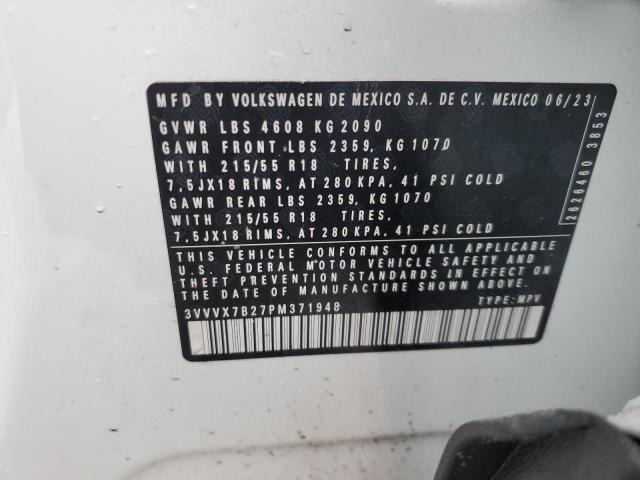 MFD BY VOLKSWAGEN DE MEXICO S.A. DE C.V. MEXICO 06/23
GVWR LBS 4608 KG 2090
GAWR FRONT LBS 2359, KG 1070
WITH 215/55 R18 TIRES,
7,5JX18 RIMS, AT 280 KPA, 41 PSI COLD
GAWR REAR LBS 2359, KG 1070
WITH 215/55 R18 TIRES,
7,5JX18 RIMS, AT 280 KPA, 41 PSI COLD
THIS VEHICLE CONFORMS TO ALL APPLICABLE
U.S. FEDERAL MOTOR VEHICLE SAFETY AND
THEFT PREVENTION STANDARDS IN EFFECT ON
THE DATE OF MANUFACTURE SHOWN ABOVE.
3VVVX7B27PM371948 TYPE: MPV
2626460 3853